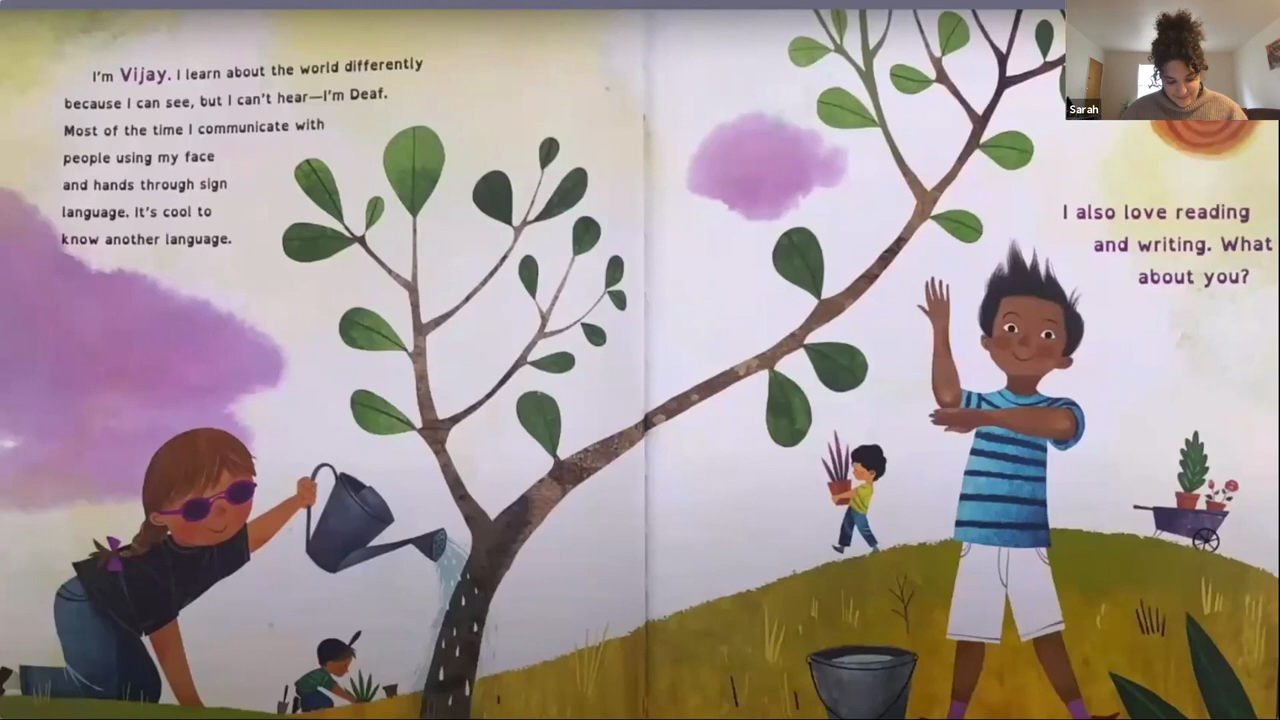 I'm Vijay. I learn about the world differently
because I can see, but I can't hear—I'm Deaf.
Most of the time I communicate with
people using my face
and hands through sign
language. It's cool to
know another language.
I also love reading
and writing. What
about you?
Sarah